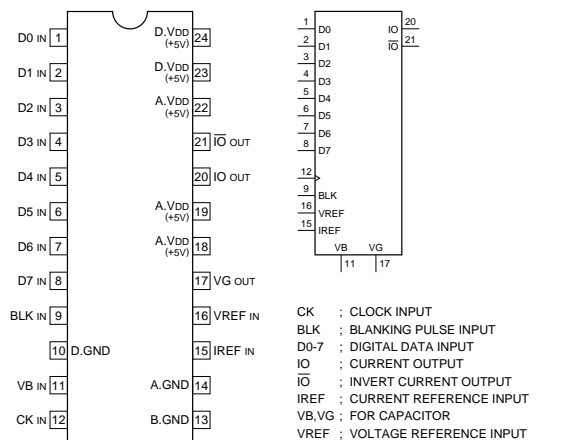 D0 IN 1
D1 IN 2
D2 IN 3
D3 IN 4
D4 IN 5
D5 IN 6
D6 IN 7
D7 IN 8
BLK IN 9
10 D.GND
VB IN 11
CK IN 12
D.VDD 24
(+5V)
D.VDD 23
(+5V)
A.VDD 22
(+5V)
21 I̅O̅ OUT
20 IO OUT
A.VDD 19
(+5V)
A.VDD 18
(+5V)
17 VG OUT
16 VREF IN
15 IREF IN
A.GND 14
B.GND 13
1 D0 IO 20
2 D1 I̅O̅ 21
3 D2
4 D3
5 D4
6 D5
7 D6
8 D7
12
9 BLK
16 VREF
15 IREF
VB VG
11 17
CK ; CLOCK INPUT
BLK ; BLANKING PULSE INPUT
D0-7 ; DIGITAL DATA INPUT
IO ; CURRENT OUTPUT
I̅O̅ ; INVERT CURRENT OUTPUT
IREF ; CURRENT REFERENCE INPUT
VB,VG ; FOR CAPACITOR
VREF ; VOLTAGE REFERENCE INPUT